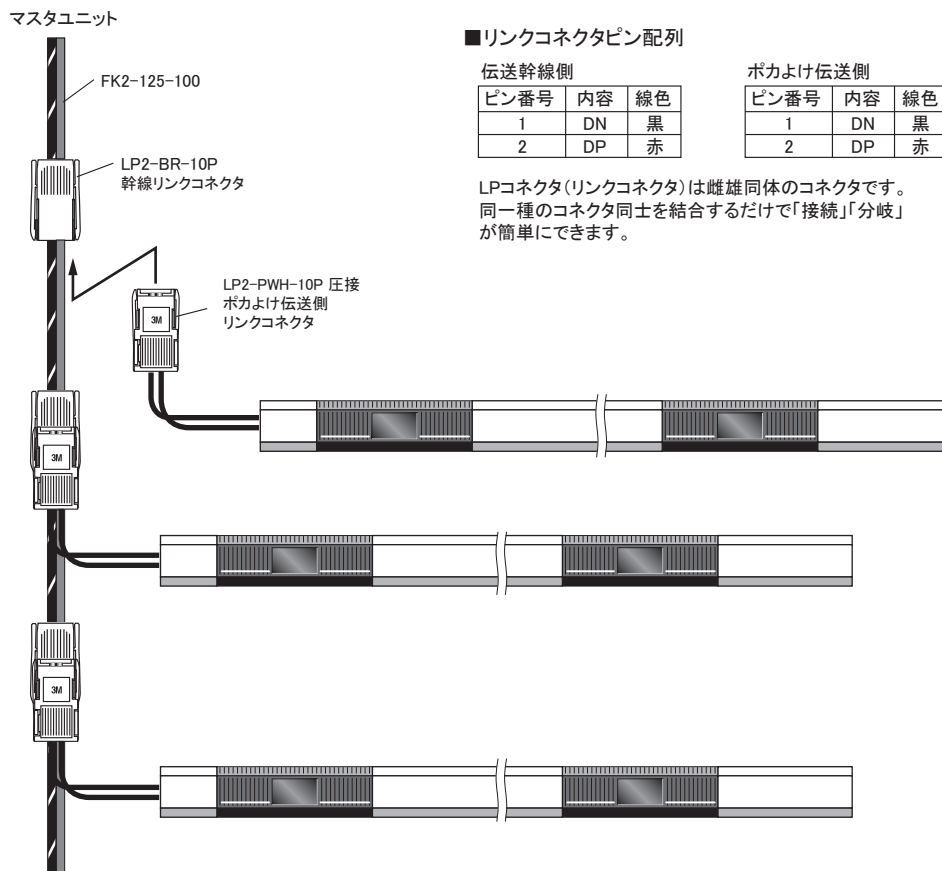 マスタユニット
FK2-125-100
LP2-BR-10P
幹線リンクコネクタ
LP2-PWH-10P 圧接
ポカよけ伝送側
リンクコネクタ
3M
3M
3M
■リンクコネクタピン配列
伝送幹線側
ピン番号 内容 線色
1 DN 黒
2 DP 赤
ポカよけ伝送側
ピン番号 内容 線色
1 DN 黒
2 DP 赤
LPコネクタ(リンクコネクタ)は雌雄同体のコネクタです。
同一種のコネクタ同士を結合するだけで「接続」「分岐」
が簡単にできます。